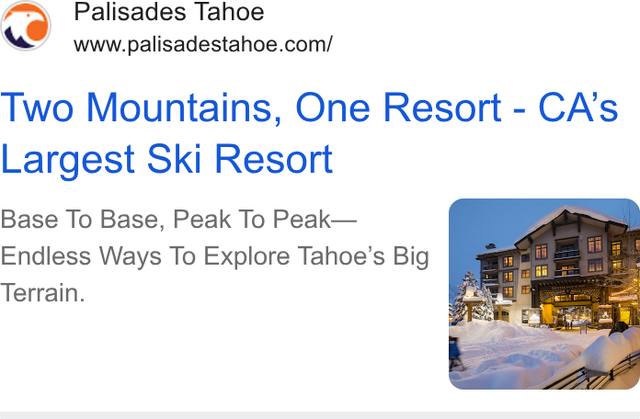 Palisades Tahoe
www.palisadestahoe.com/
Two Mountains, One Resort - CA’s
Largest Ski Resort
Base To Base, Peak To Peak—
Endless Ways To Explore Tahoe’s Big
Terrain.